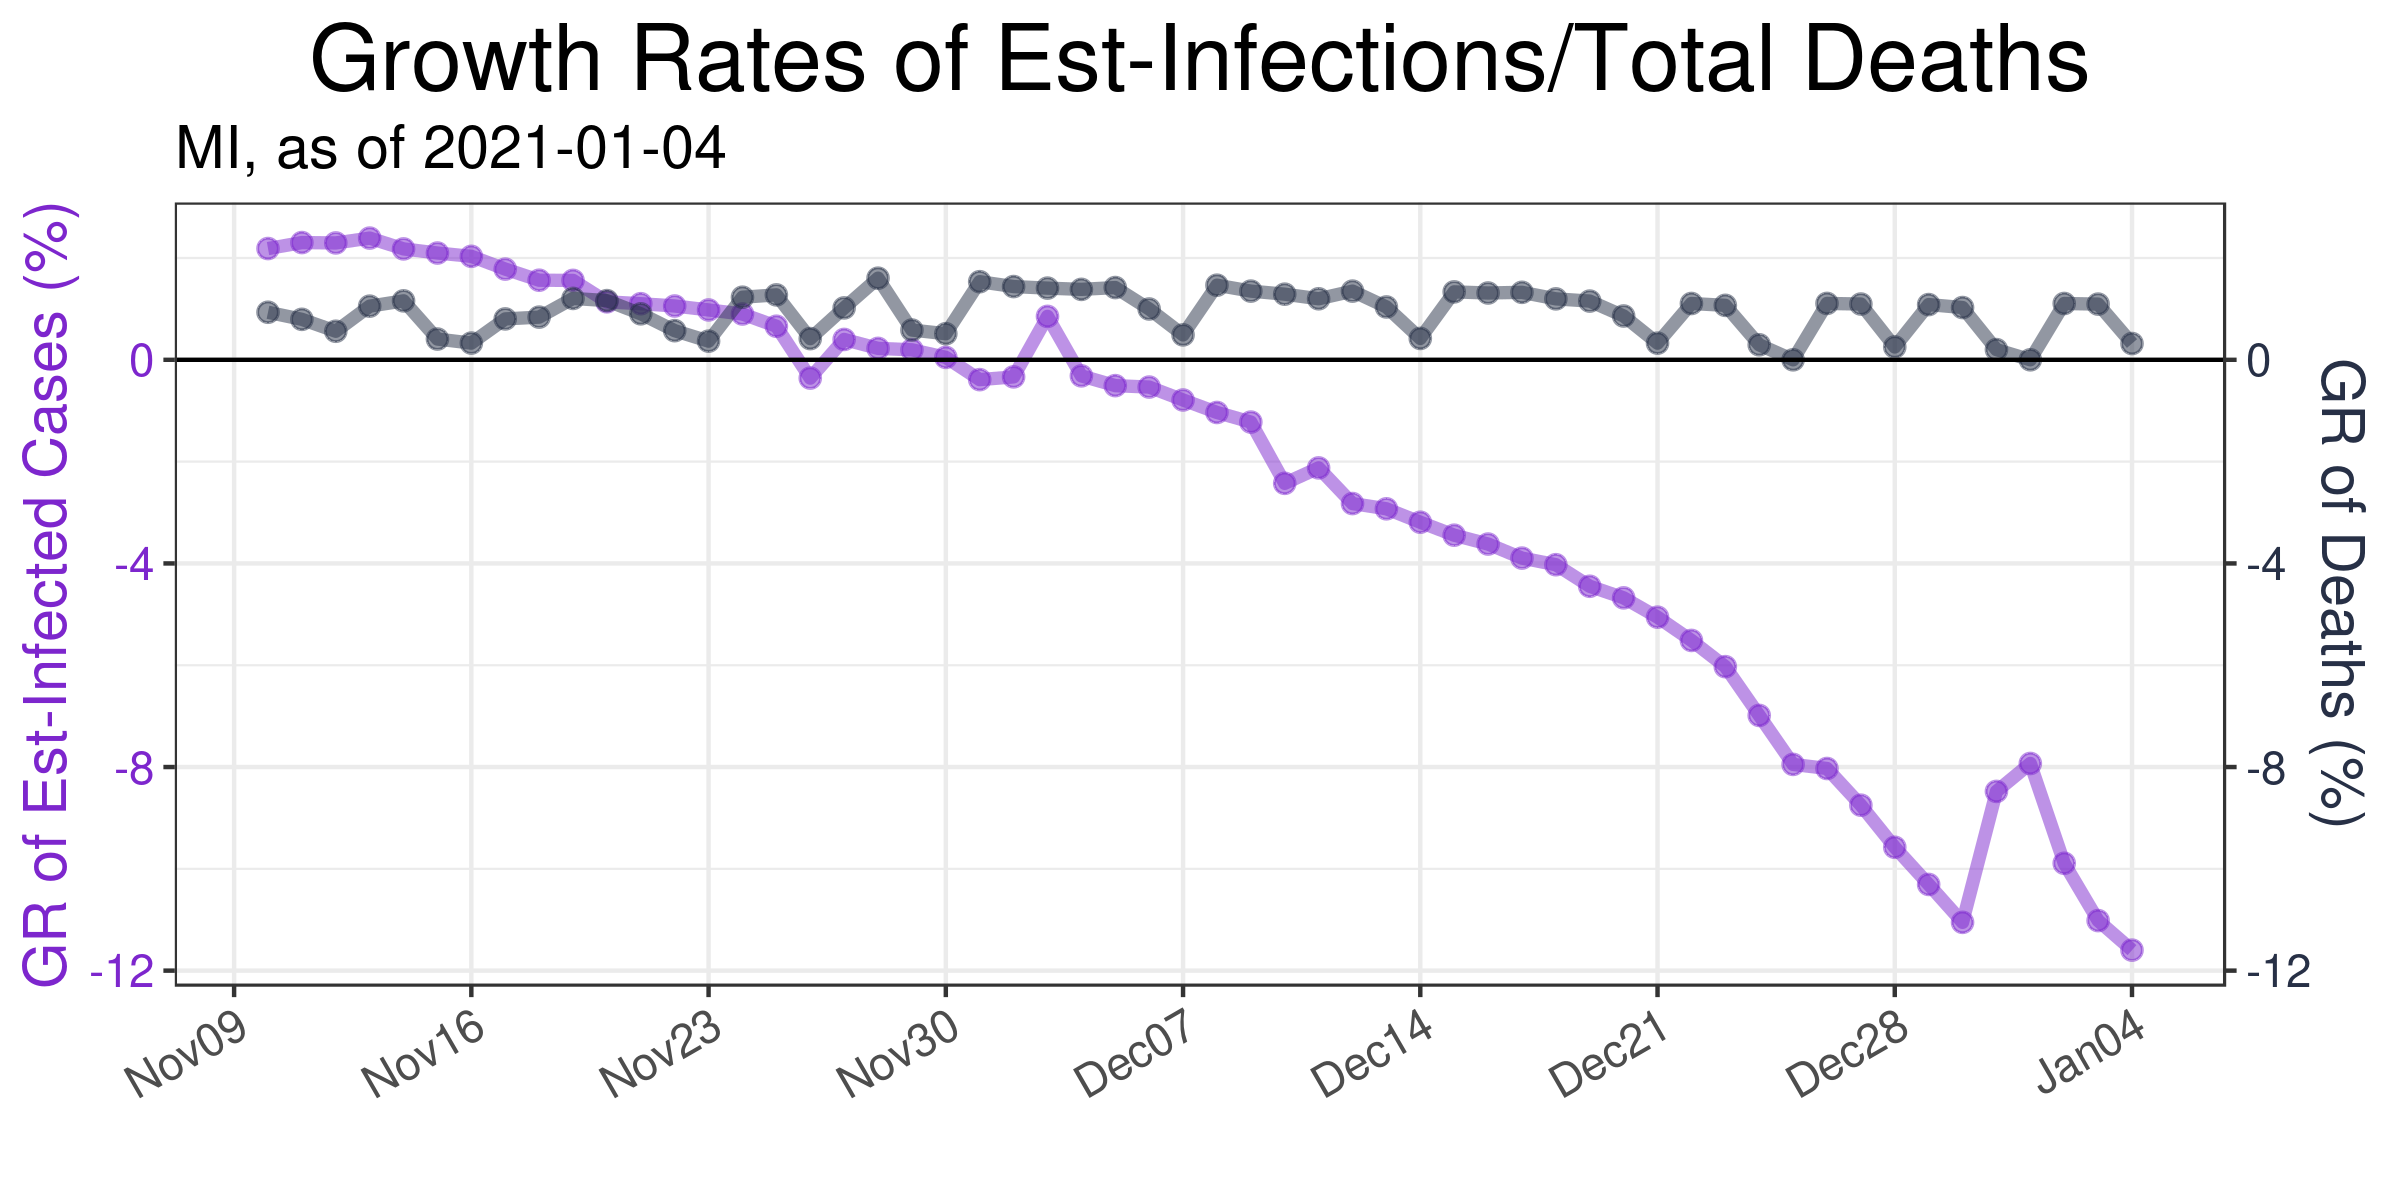 Growth Rates of Est-Infections/Total Deaths
MI, as of 2021-01-04
GR of Est-Infected Cases (%)
0
-4
-8
-12
0
-4
-8
-12
GR of Deaths (%)
Nov09
Nov16
Nov23
Nov30
Dec07
Dec14
Dec21
Dec28
Jan04